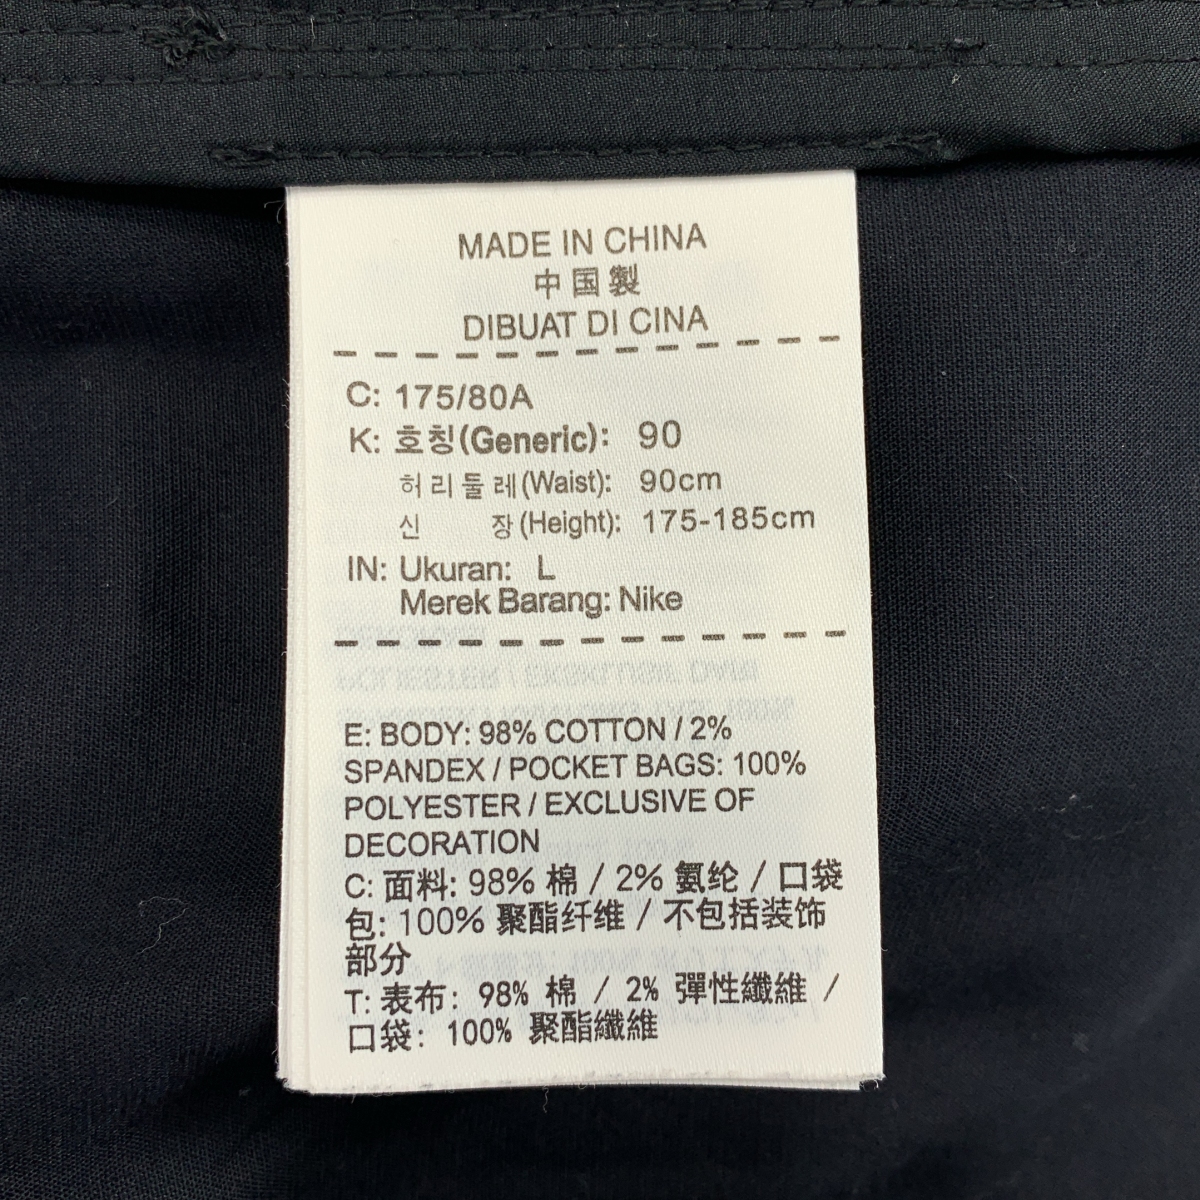 MADE IN CHINA
中国製
DIBUAT DI CINA
C: 175/80A
K: 호칭(Generic): 90
허리둘레(Waist): 90cm
신 장(Height): 175-185cm
IN: Ukuran: L
Merek Barang: Nike
E: BODY: 98% COTTON / 2%
SPANDEX / POCKET BAGS: 100%
POLYESTER / EXCLUSIVE OF
DECORATION
C: 面料: 98% 棉 / 2% 氨纶 / 口袋
包: 100% 聚酯纤维 / 不包括装饰
部分
T: 表布: 98% 棉 / 2% 彈性纖維 /
口袋: 100% 聚酯纖維